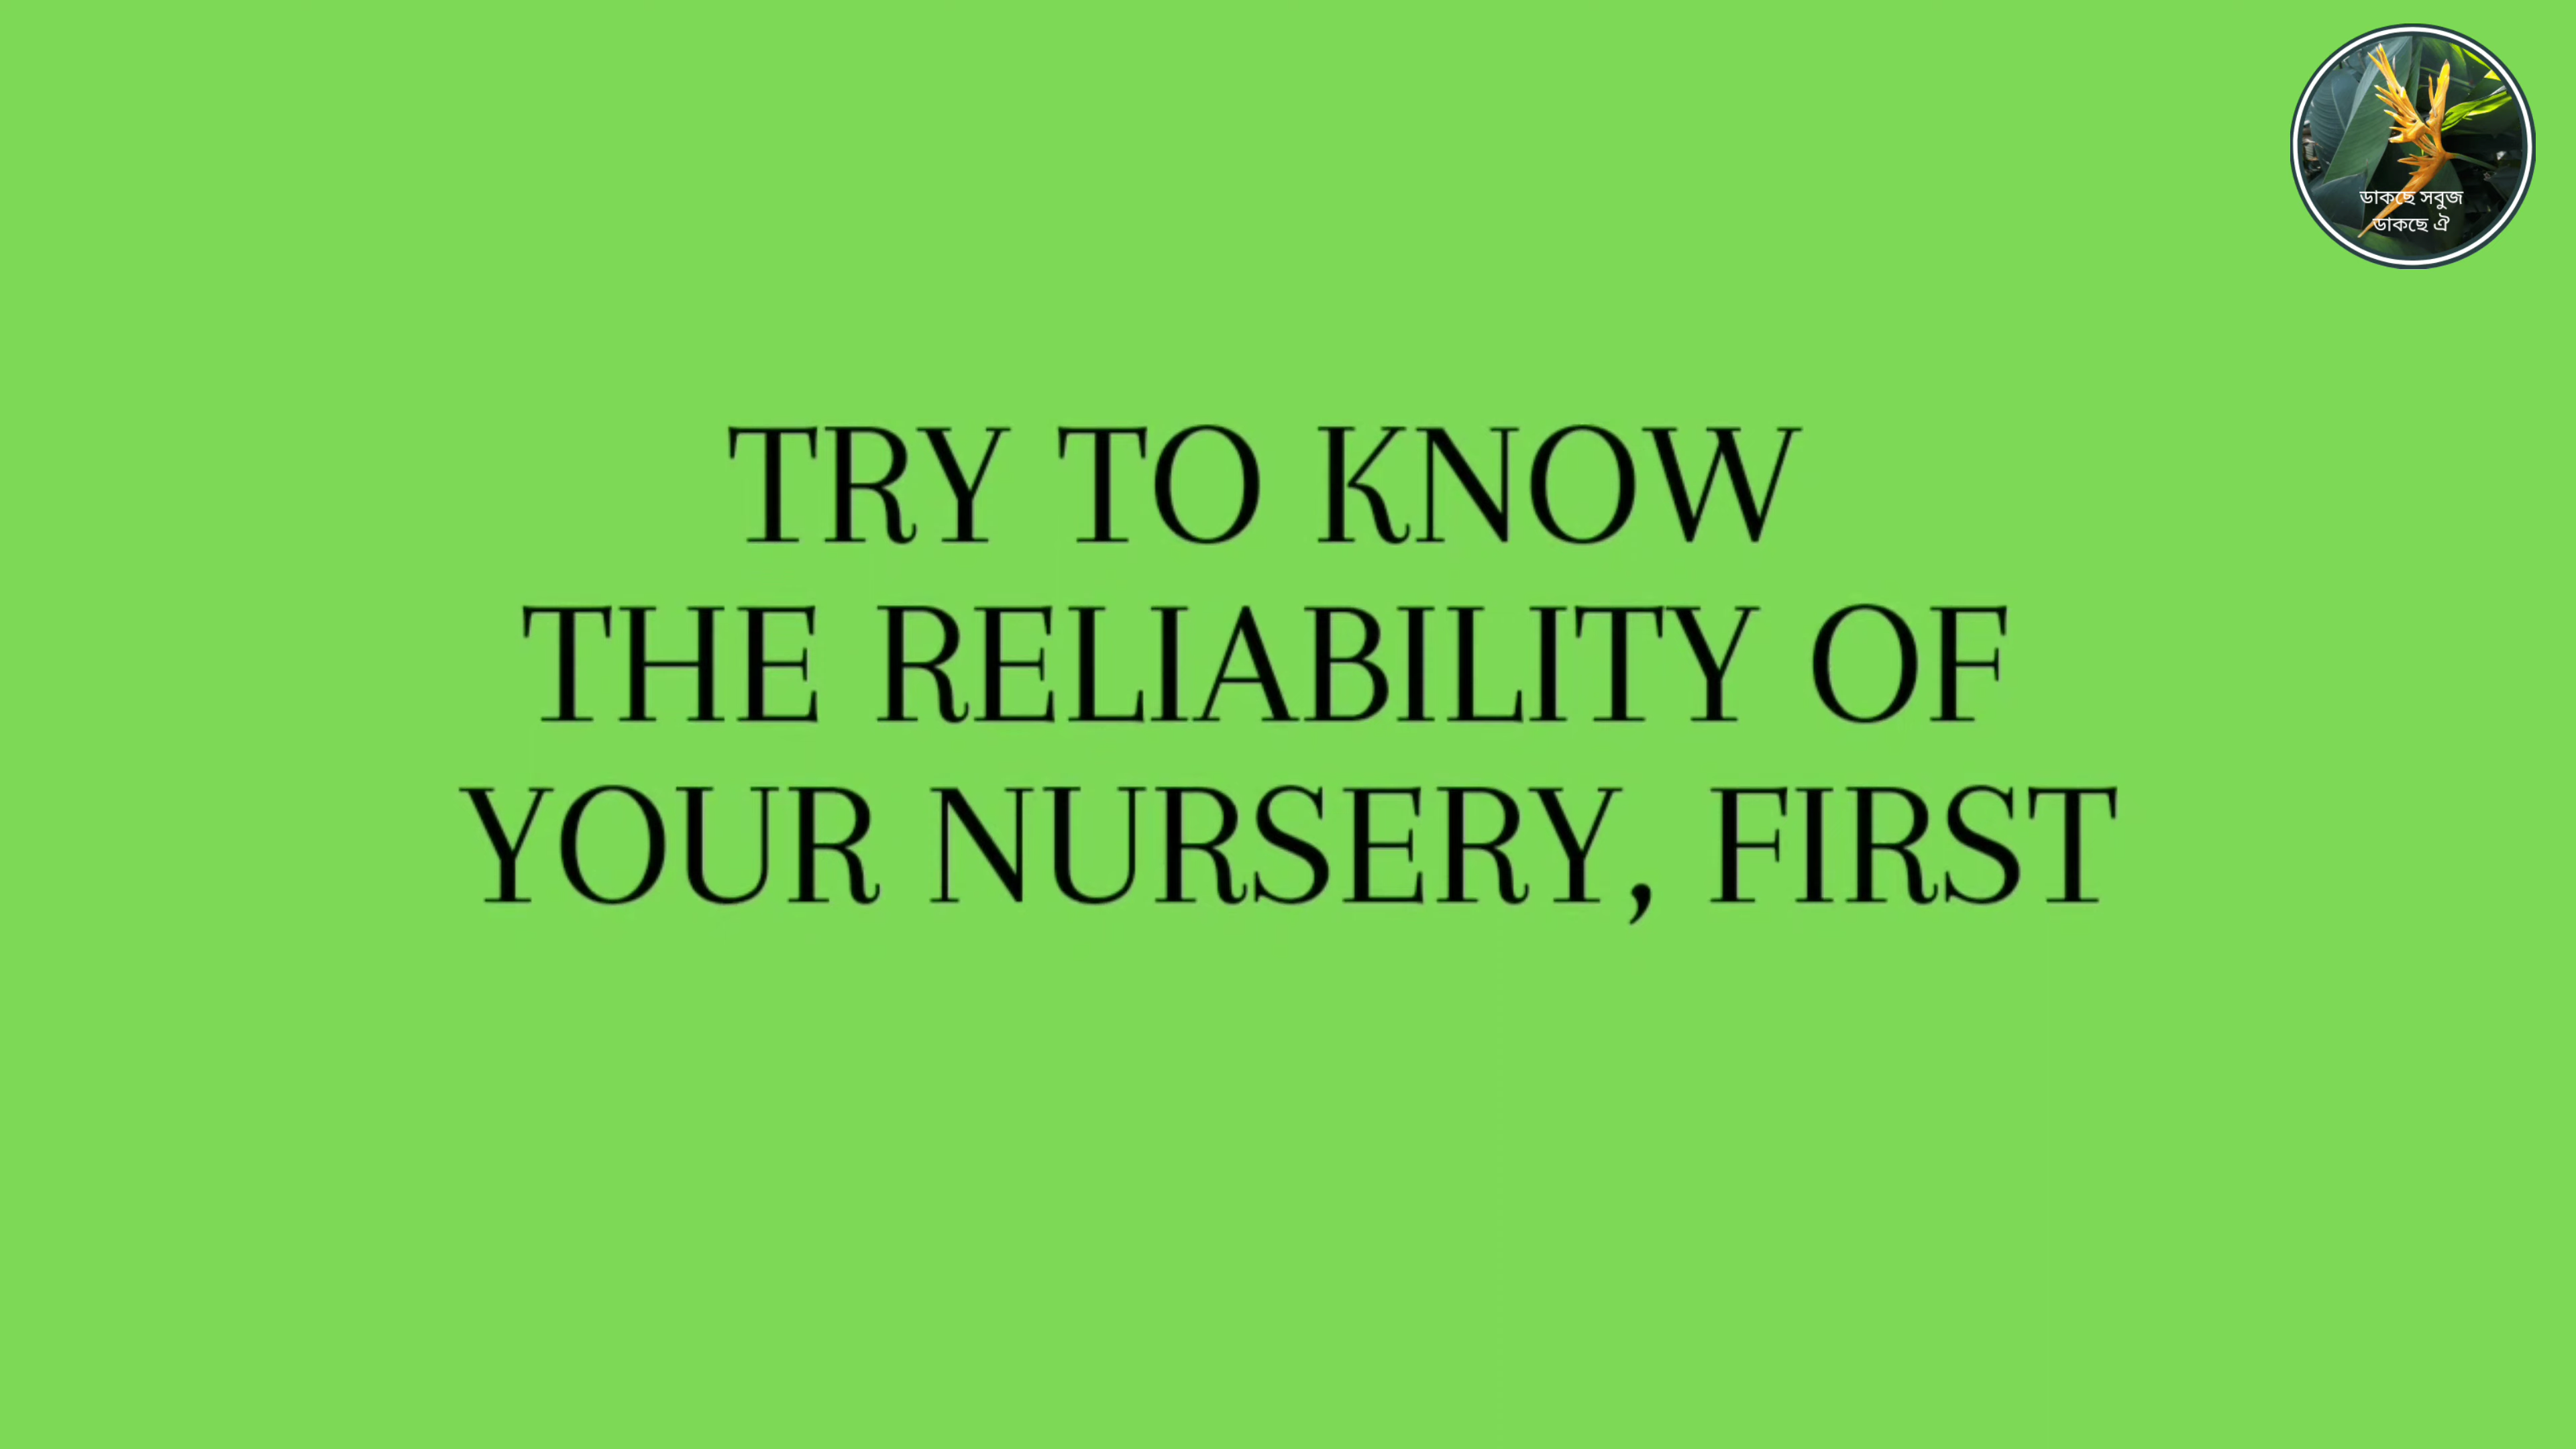 ডাকছে সবুজ
ডাকছে ঐ
TRY TO KNOW
THE RELIABILITY OF
YOUR NURSERY, FIRST